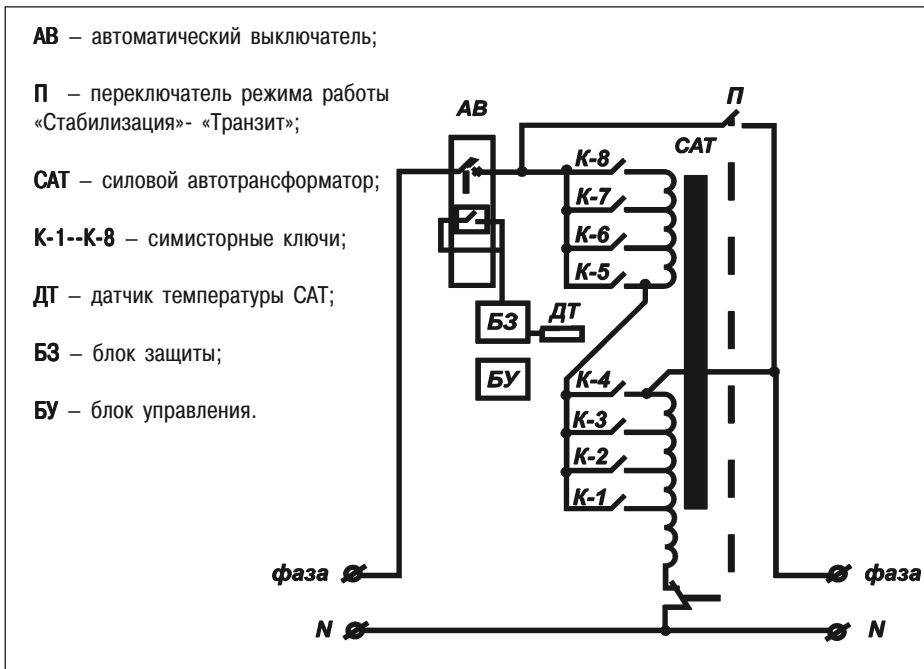 АВ – автоматический выключатель;
П – переключатель режима работы
«Стабилизация»- «Транзит»;
САТ – силовой автотрансформатор;
К-1--К-8 – симисторные ключи;
ДТ – датчик температуры САТ;
БЗ – блок защиты;
БУ – блок управления.
АВ
П
САТ
К-8
К-7
К-6
К-5
БЗ
ДТ
БУ
К-4
К-3
К-2
К-1
фаза
фаза
N
N